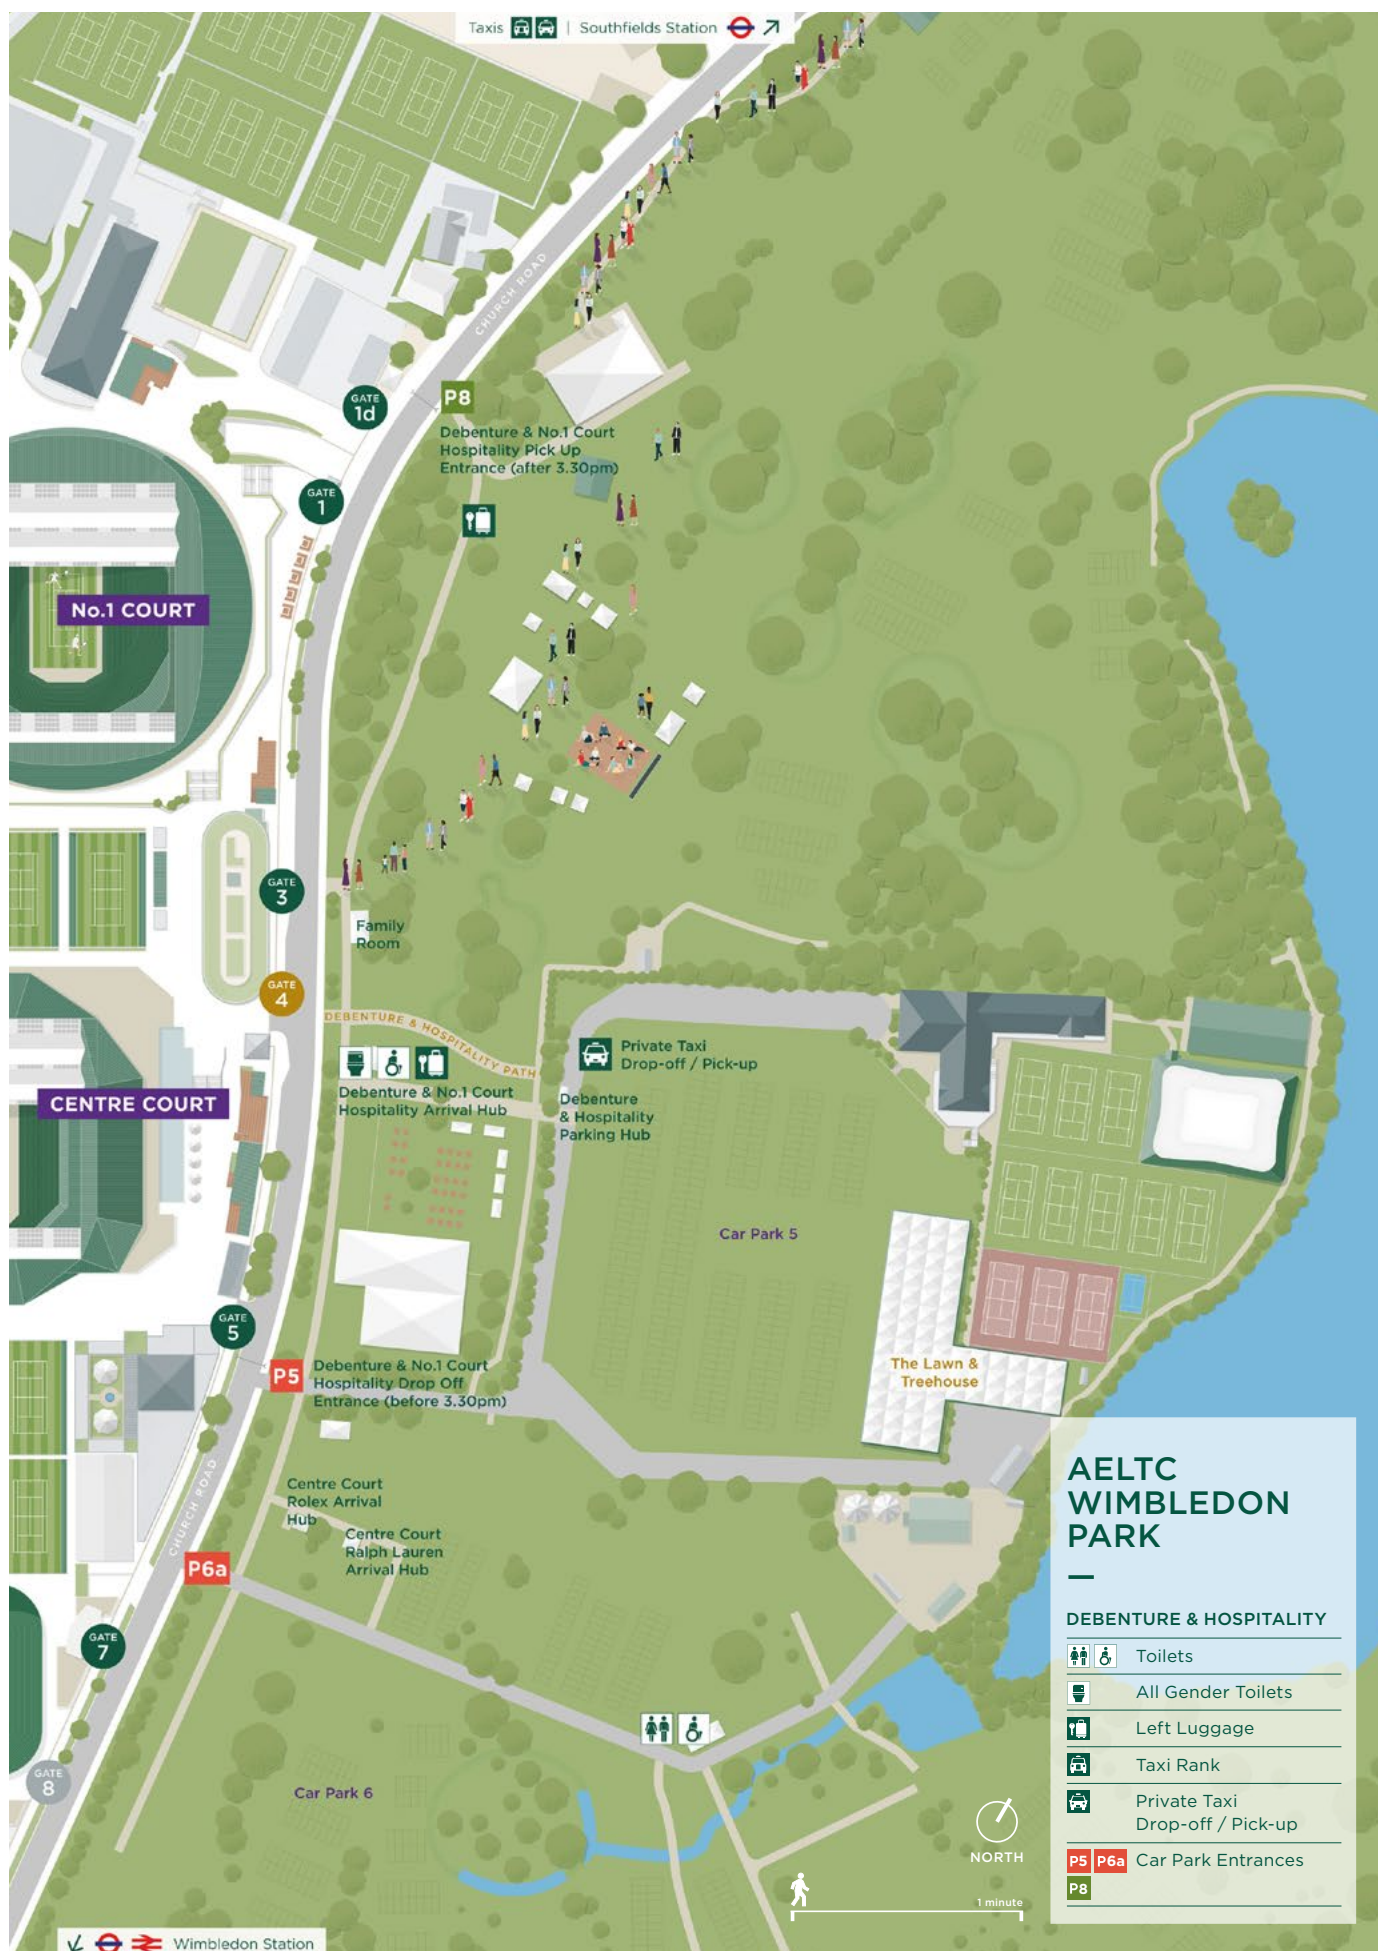 Taxis | Southfields Station
CHURCH ROAD
GATE
1d
P8
Debenture & No.1 Court
Hospitality Pick Up
Entrance (after 3.30pm)
GATE
1
No.1 COURT
GATE
3
Family
Room
GATE
4
DEBENTURE & HOSPITALITY PATH
Private Taxi
Drop-off / Pick-up
Debenture & No.1 Court
Hospitality Arrival Hub
Debenture
& Hospitality
Parking Hub
CENTRE COURT
Car Park 5
GATE
5
P5
Debenture & No.1 Court
Hospitality Drop Off
Entrance (before 3.30pm)
The Lawn &
Treehouse
Centre Court
Rolex Arrival
Hub
Centre Court
Ralph Lauren
Arrival Hub
CHURCH ROAD
P6a
GATE
7
GATE
8
Car Park 6
NORTH
1 minute
Wimbledon Station
AELTC
WIMBLEDON
PARK
DEBENTURE & HOSPITALITY
Toilets
All Gender Toilets
Left Luggage
Taxi Rank
Private Taxi
Drop-off / Pick-up
P5 P6a Car Park Entrances
P8